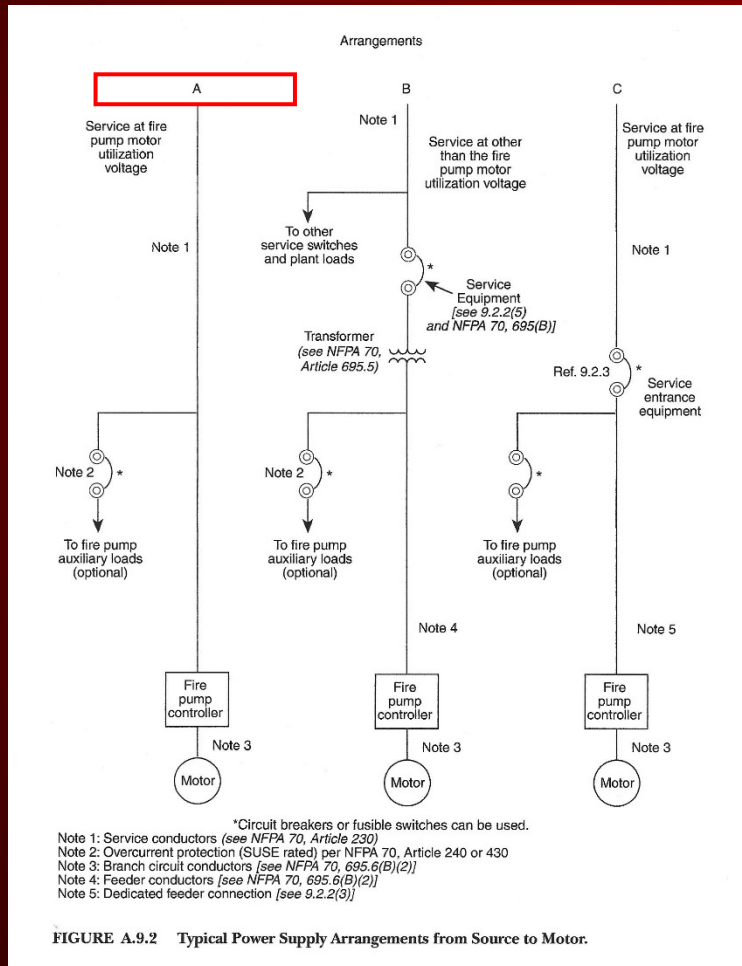 Arrangements
A
B
C
Service at fire
pump motor
utilization
voltage
Note 1
Note 1
Service at other
than the fire
pump motor
utilization voltage
Service at fire
pump motor
utilization
voltage
Note 1
To other
service switches
and plant loads
*
Service
Equipment
[see 9.2.2(5)
and NFPA 70, 695(B)]
Transformer
(see NFPA 70,
Article 695.5)
Ref. 9.2.3
*
Service
entrance
equipment
Note 2
*
To fire pump
auxiliary loads
(optional)
Note 2
*
To fire pump
auxiliary loads
(optional)
*
To fire pump
auxiliary loads
(optional)
Note 4
Note 5
Fire
pump
controller
Note 3
Motor
Fire
pump
controller
Note 3
Motor
Fire
pump
controller
Note 3
Motor
*Circuit breakers or fusible switches can be used.
Note 1: Service conductors (see NFPA 70, Article 230)
Note 2: Overcurrent protection (SUSE rated) per NFPA 70, Article 240 or 430
Note 3: Branch circuit conductors [see NFPA 70, 695.6(B)(2)]
Note 4: Feeder conductors [see NFPA 70, 695.6(B)(2)]
Note 5: Dedicated feeder connection [see 9.2.2(3)]
FIGURE A.9.2 Typical Power Supply Arrangements from Source to Motor.